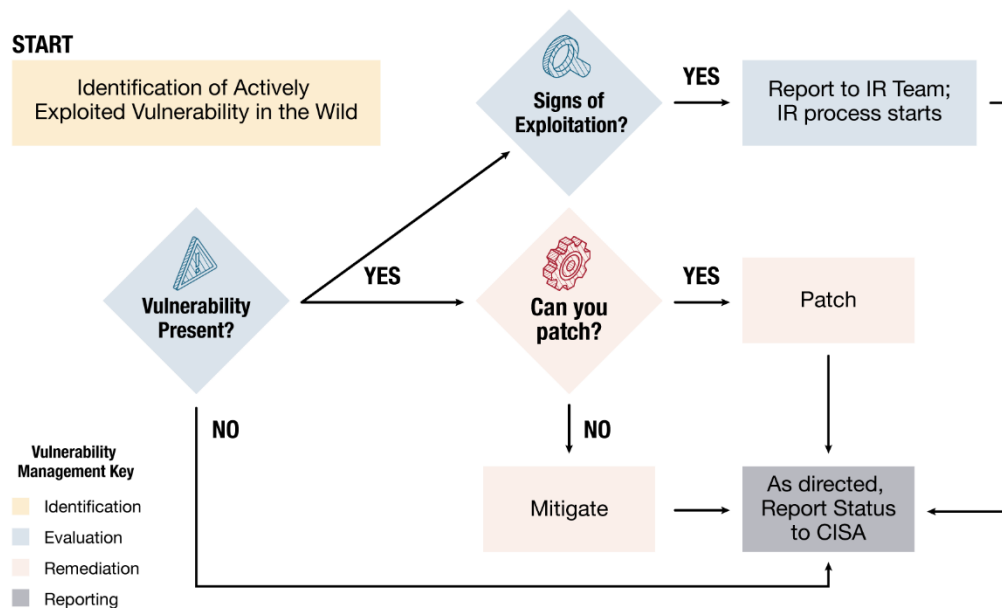 START
Identification of Actively
Exploited Vulnerability in the Wild
Signs of
Exploitation?
YES
Report to IR Team;
IR process starts
Vulnerability
Present?
YES
Can you
patch?
YES
Patch
NO
NO
Mitigate
As directed,
Report Status
to CISA
Vulnerability
Management Key
Identification
Evaluation
Remediation
Reporting